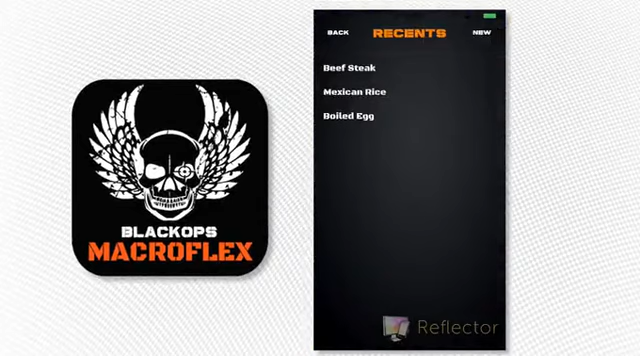 BLACKOPS
MACROFLEX
BACK RECENTS NEW
Beef Steak
Mexican Rice
Boiled Egg
Reflector